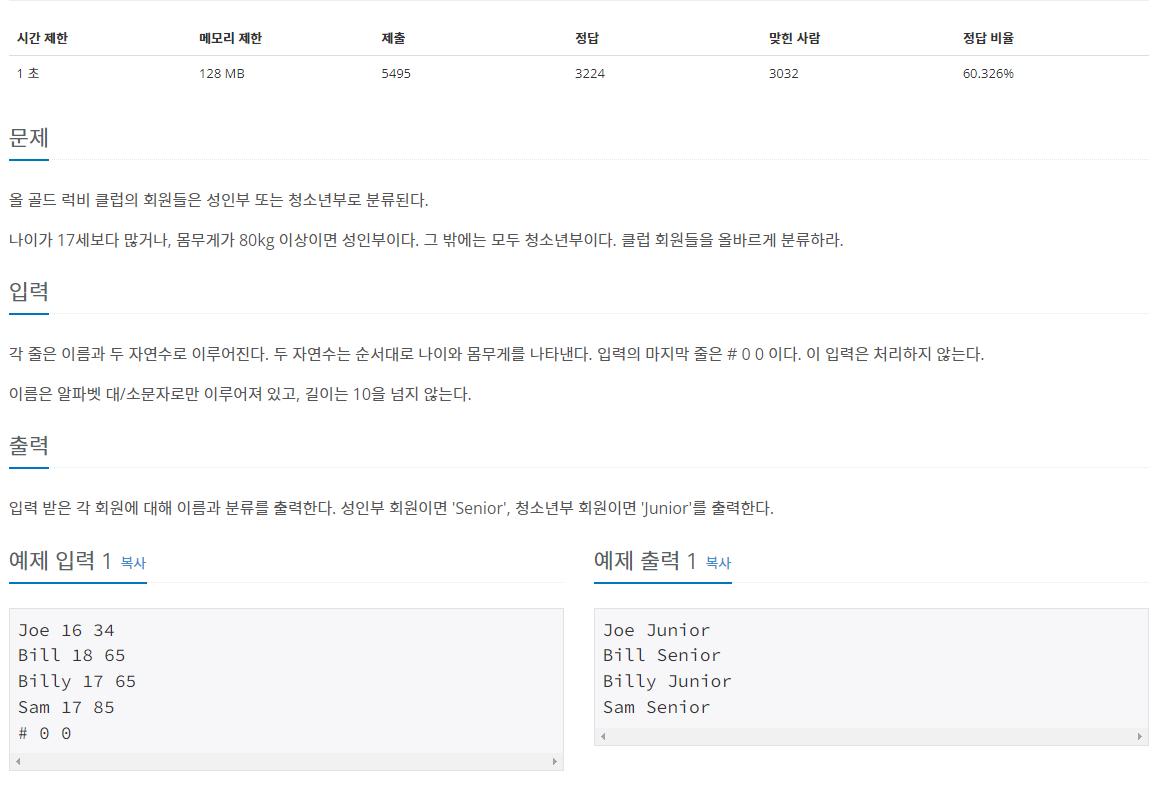 시간 제한 메모리 제한 제출 정답 맞힌 사람 정답 비율
1 초 128 MB 5495 3224 3032 60.326%
문제
올 골드 럭비 클럽의 회원들은 성인부 또는 청소년부로 분류된다.
나이가 17세보다 많거나, 몸무게가 80kg 이상이면 성인부이다. 그 밖에는 모두 청소년부이다. 클럽 회원들을 올바르게 분류하라.
입력
각 줄은 이름과 두 자연수로 이루어진다. 두 자연수는 순서대로 나이와 몸무게를 나타낸다. 입력의 마지막 줄은 # 0 0 이다. 이 입력은 처리하지 않는다.
이름은 알파벳 대/소문자로만 이루어져 있고, 길이는 10을 넘지 않는다.
출력
입력 받은 각 회원에 대해 이름과 분류를 출력한다. 성인부 회원이면 'Senior', 청소년부 회원이면 'Junior'를 출력한다.
예제 입력 1 복사
Joe 16 34
Bill 18 65
Billy 17 65
Sam 17 85
# 0 0
예제 출력 1 복사
Joe Junior
Bill Senior
Billy Junior
Sam Senior